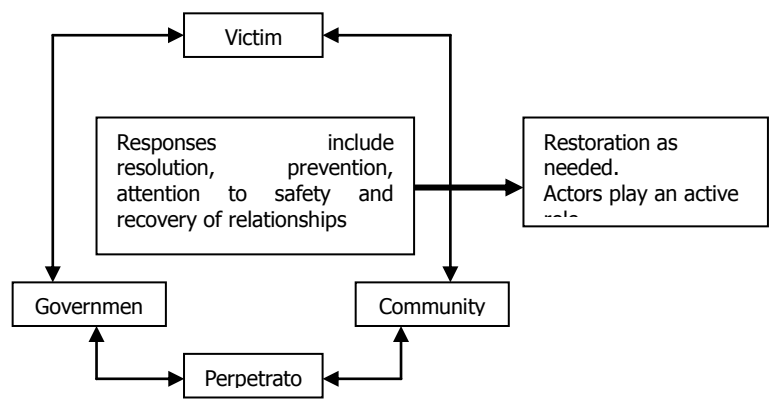 Victim
Responses include
resolution, prevention,
attention to safety and
recovery of relationships
Restoration as
needed.
Actors play an active
role
Governmen
Community
Perpetrato